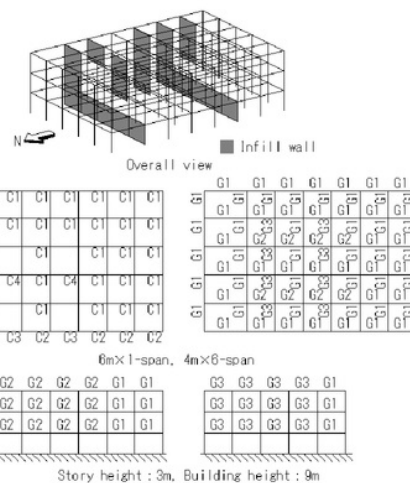 N
Infill wall
Overall view
C1 C1 C1 C1 C1 C1
C1 C1 C1 C1 C1 C1
C1 C1 C1
C4 C1 C4 C1 C1 C1
C1 C1 C1
C3 C2 C3 C2 C2 C2
G1 G1 G1 G1 G1 G1 G1
G1 G1 G1 G1 G1 G1 G1
G1 G2 G2 G2 G2 G1 G1
G1 G1 G1 G1 G1 G1 G1
G1 G2 G2 G2 G2 G1 G1
G1 G1 G1 G1 G1 G1 G1
6m×1-span, 4m×6-span
G2 G2 G2 G2 G1 G1
G2 G2 G2 G2 G1 G1
G2 G2 G2 G2 G1 G1
G3 G3 G3 G3 G1
G3 G3 G3 G3 G1
G3 G3 G3 G3 G1
Story height : 3m, Building height : 9m